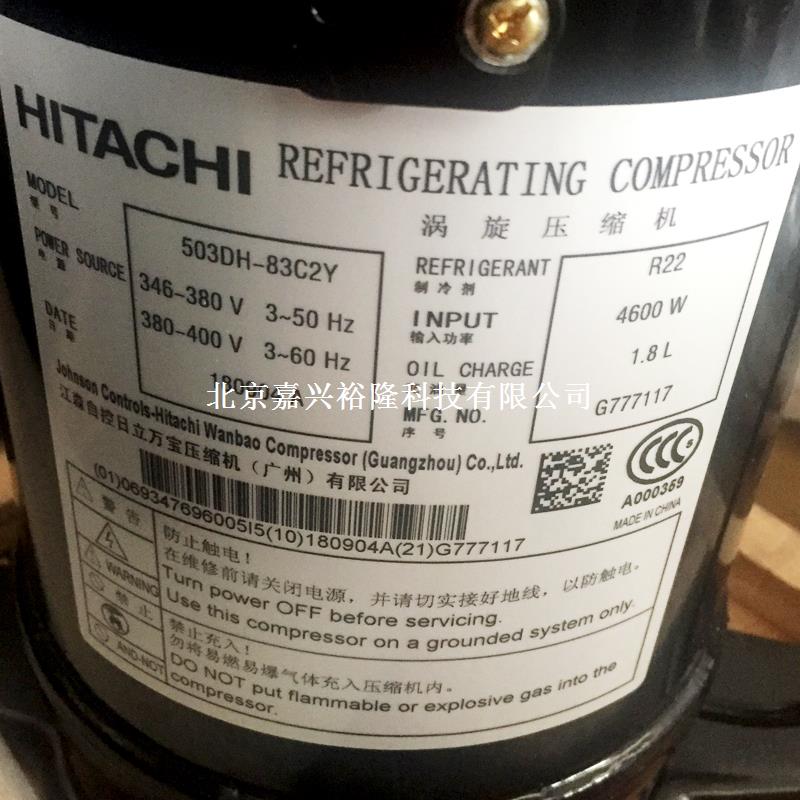 HITACHI REFRIGERATING COMPRESSOR
涡旋压缩机
MODEL 503DH-83C2Y
型号
POWER SOURCE 346-380 V 3~50 Hz
电源 380-400 V 3~60 Hz
DATE
日期
REFRIGERANT R22
制冷剂
INPUT 4600 W
输入功率
OIL CHARGE 1.8 L
MFG. NO. G777117
序号
北京嘉兴裕隆科技有限公司
Johnson Controls-Hitachi Wanbao Compressor (Guangzhou) Co., Ltd.
江森自控日立万宝压缩机（广州）有限公司
(01)06934769600515(10)180904A(21)G777117
S
A000359
MADE IN CHINA
警告
WARNING
防止触电！
在维修前请关闭电源，并请切实接好地线，以防触电。
Turn power OFF before servicing.
Use this compressor on a grounded system only.
禁止
AND-NOT
禁止充入！
勿将易燃易爆气体充入压缩机内。
DO NOT put flammable or explosive gas into the
compressor.